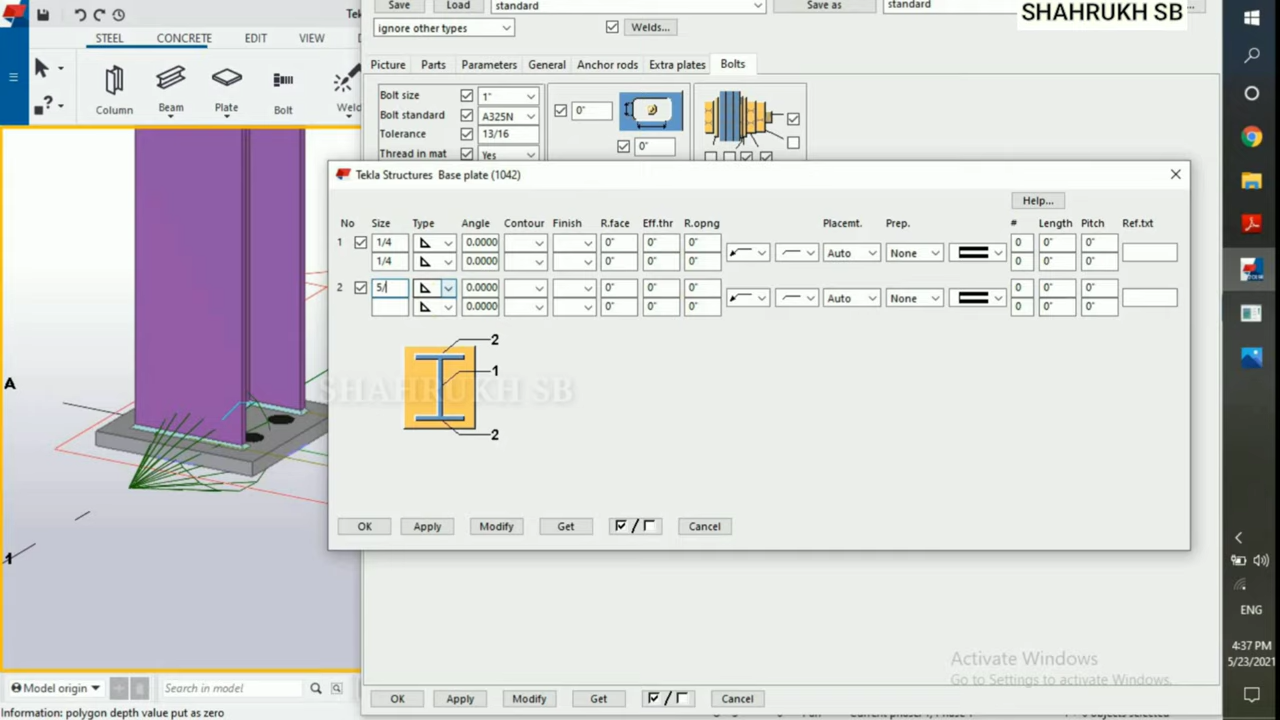 Save
Load
standard
Save as
standard
...
SHAHRUKH SB
Tek
ignore other types
Welds...
STEEL
CONCRETE
EDIT
VIEW
Picture
Parts
Parameters
General
Anchor rods
Extra plates
Bolts
Column
Beam
Plate
Bolt
Weld
Bolt size
1"
0"
Bolt standard
A325N
Tolerance
13/16
0"
Thread in mat
Yes
Tekla Structures Base plate (1042)
Help...
No
Size
Type
Angle
Contour
Finish
R.face
Eff.thr
R.opng
Placemt.
Prep.
#
Length
Pitch
Ref.txt
1
1/4
0.0000
0"
0"
0"
Auto
None
0
0"
0"
1/4
0.0000
0"
0"
0"
0
0"
0"
2
5/
0.0000
0"
0"
0"
Auto
None
0
0"
0"
0.0000
0"
0"
0"
0
0"
0"
2
1
2
SHAHRUKH SB
A
1
OK
Apply
Modify
Get
/
Cancel
ENG
4:37 PM
5/23/2021
Activate Windows
Go to Settings to activate Windows.
Model origin
Search in model
OK
Apply
Modify
Get
/
Cancel
Information: polygon depth value put as zero